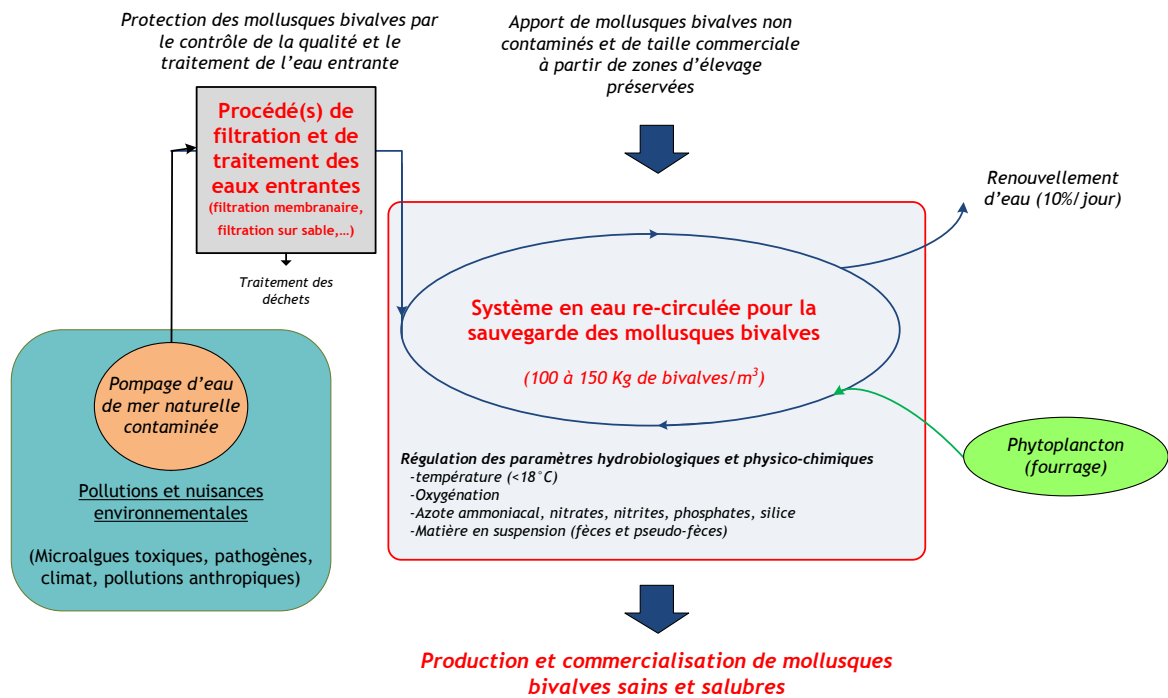 Protection des mollusques bivalves par
le contrôle de la qualité et le
traitement de l'eau entrante
Apport de mollusques bivalves non
contaminés et de taille commerciale
à partir de zones d'élevage
préservées
Procédé(s) de
filtration et de
traitement des
eaux entrantes
(filtration membranaire,
filtration sur sable,...)
Traitement des
déchets
Renouvellement
d'eau (10%/jour)
Système en eau re-circulée pour la
sauvegarde des mollusques bivalves
(100 à 150 Kg de bivalves/m³)
Pompage d'eau
de mer naturelle
contaminée
Pollutions et nuisances
environnementales
(Microalgues toxiques, pathogènes,
climat, pollutions anthropiques)
Phytoplancton
(fourrage)
Régulation des paramètres hydrobiologiques et physico-chimiques
-température (<18°C)
-Oxygénation
-Azote ammoniacal, nitrates, nitrites, phosphates, silice
-Matière en suspension (fèces et pseudo-fèces)
Production et commercialisation de mollusques
bivalves sains et salubres